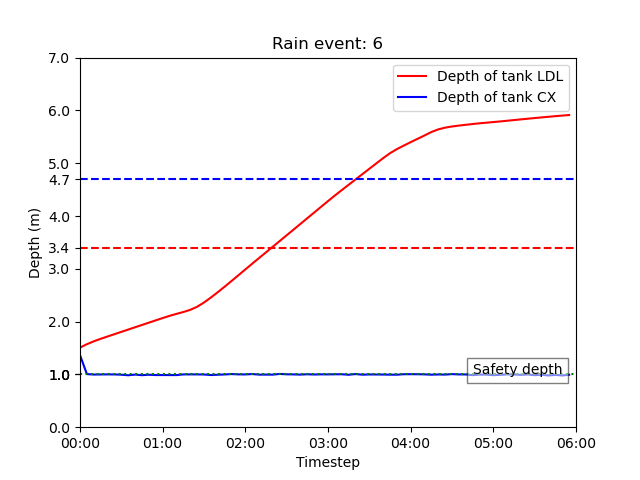 Rain event: 6
7.0
6.0
5.0
4.7
4.0
3.4
3.0
2.0
1.0
0.0
Depth (m)
Depth of tank LDL
Depth of tank CX
Safety depth
00:00 01:00 02:00 03:00 04:00 05:00 06:00
Timestep